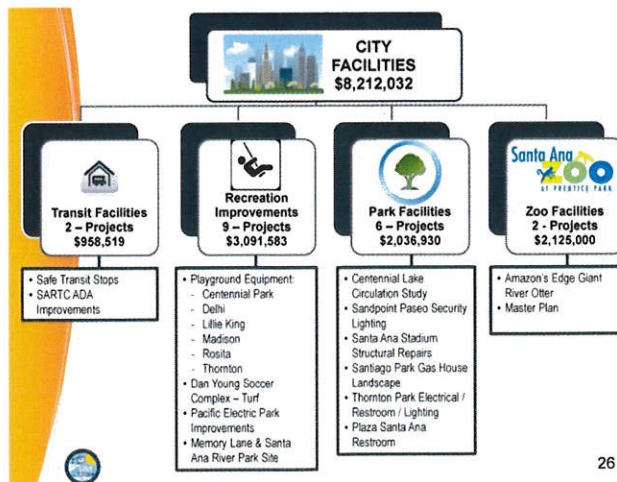 CITY
FACILITIES
$8,212,032
Transit Facilities
2 – Projects
$958,519
Recreation
Improvements
9 – Projects
$3,091,583
Park Facilities
6 – Projects
$2,036,930
Santa Ana
ZOO
AT PRENTICE PARK
Zoo Facilities
2 - Projects
$2,125,000
• Safe Transit Stops
• SARTC ADA
Improvements
• Playground Equipment:
- Centennial Park
- Delhi
- Lillie King
- Madison
- Rosita
- Thornton
• Dan Young Soccer
Complex – Turf
• Pacific Electric Park
Improvements
• Memory Lane & Santa
Ana River Park Site
• Centennial Lake
Circulation Study
• Sandpoint Paseo Security
Lighting
• Santa Ana Stadium
Structural Repairs
• Santiago Park Gas House
Landscape
• Thornton Park Electrical /
Restroom / Lighting
• Plaza Santa Ana
Restroom
• Amazon's Edge Giant
River Otter
• Master Plan
26